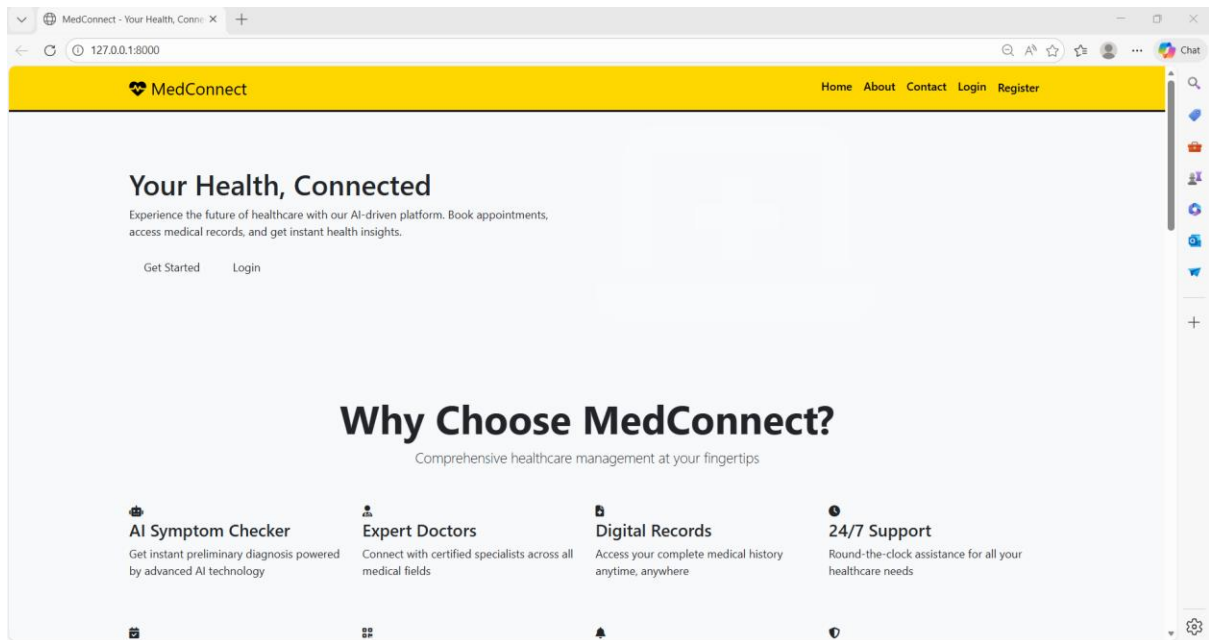 MedConnect - Your Health, Conne
127.0.0.1:8000
Chat
MedConnect
Home About Contact Login Register
Your Health, Connected
Experience the future of healthcare with our AI-driven platform. Book appointments,
access medical records, and get instant health insights.
Get Started Login
Why Choose MedConnect?
Comprehensive healthcare management at your fingertips
AI Symptom Checker
Get instant preliminary diagnosis powered
by advanced AI technology
Expert Doctors
Connect with certified specialists across all
medical fields
Digital Records
Access your complete medical history
anytime, anywhere
24/7 Support
Round-the-clock assistance for all your
healthcare needs